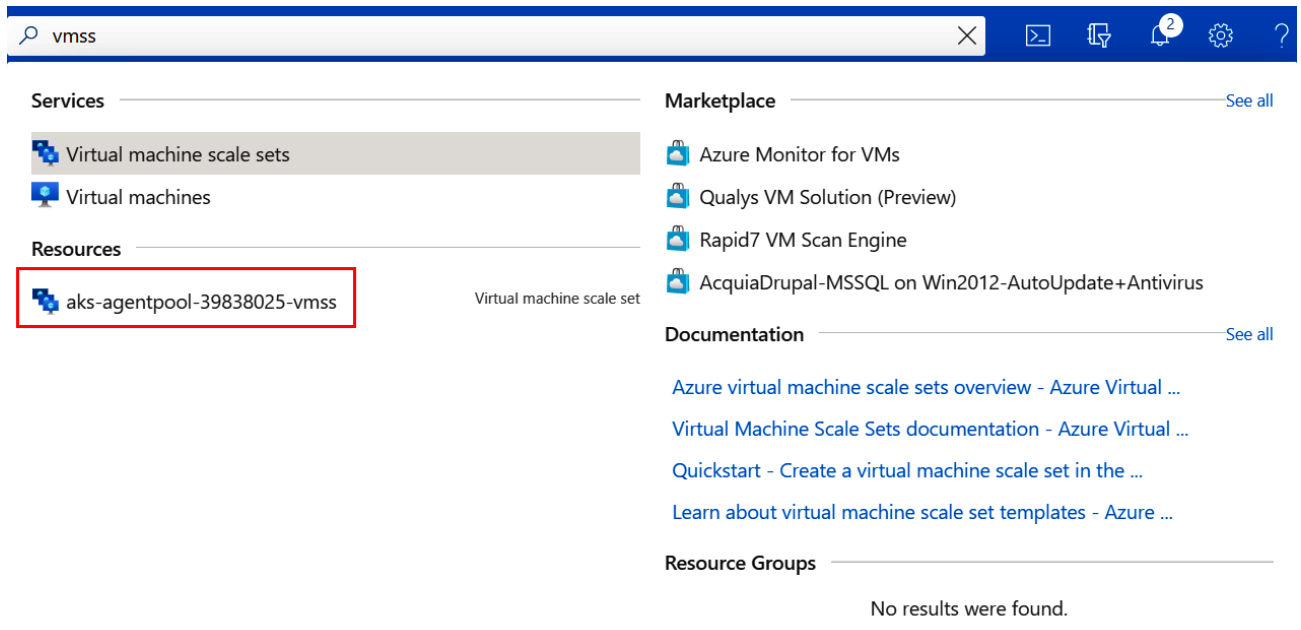 vmss
2
Services
Virtual machine scale sets
Virtual machines
Resources
aks-agentpool-39838025-vmss
Virtual machine scale set
Marketplace
See all
Azure Monitor for VMs
Qualys VM Solution (Preview)
Rapid7 VM Scan Engine
AcquiaDrupal-MSSQL on Win2012-AutoUpdate+Antivirus
Documentation
See all
Azure virtual machine scale sets overview - Azure Virtual ...
Virtual Machine Scale Sets documentation - Azure Virtual ...
Quickstart - Create a virtual machine scale set in the ...
Learn about virtual machine scale set templates - Azure ...
Resource Groups
No results were found.